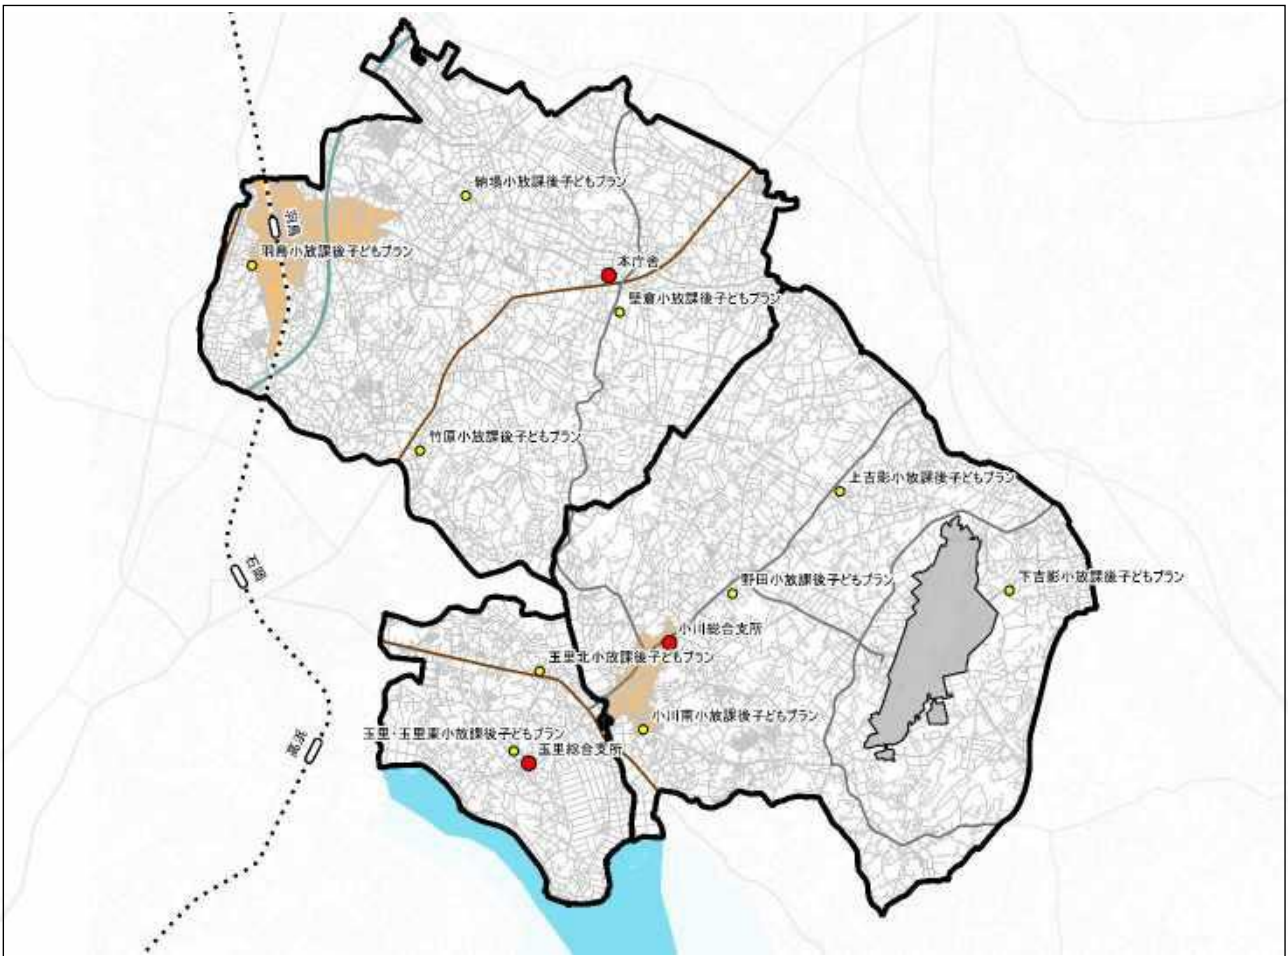 納場小放課後子どもプラン
羽鳥
羽鳥小放課後子どもプラン
本庁舎
堅倉小放課後子どもプラン
竹原小放課後子どもプラン
上吉影小放課後子どもプラン
石岡
野田小放課後子どもプラン
下吉影小放課後子どもプラン
小川総合支所
玉里北小放課後子どもプラン
小川南小放課後子どもプラン
高浜
玉里・玉里東小放課後子どもプラン
玉里総合支所